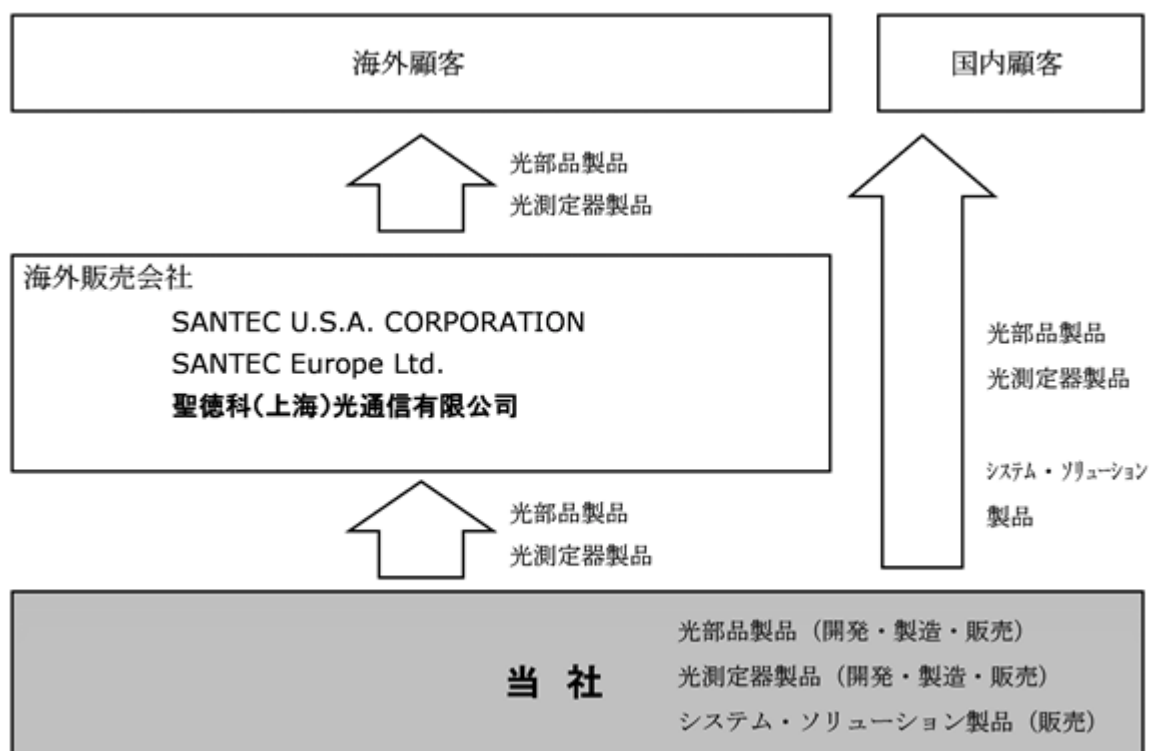 海外顧客
国内顧客
光部品製品
光測定器製品
海外販売会社
SANTEC U.S.A. CORPORATION
SANTEC Europe Ltd.
聖徳科(上海)光通信有限公司
光部品製品
光測定器製品
システム・ソリューション
製品
光部品製品
光測定器製品
当 社
光部品製品（開発・製造・販売）
光測定器製品（開発・製造・販売）
システム・ソリューション製品（販売）